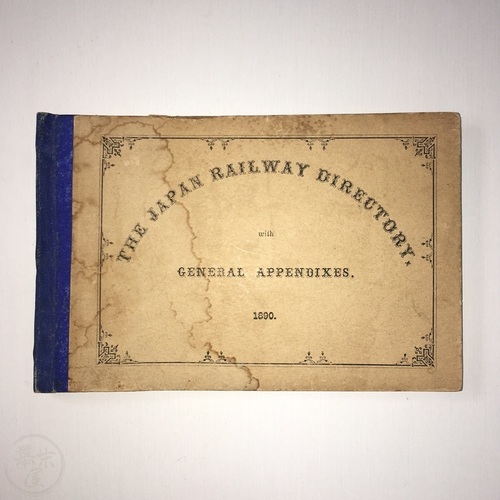 THE JAPAN RAILWAY DIRECTORY.
with
GENERAL APPENDIXES.
1890.